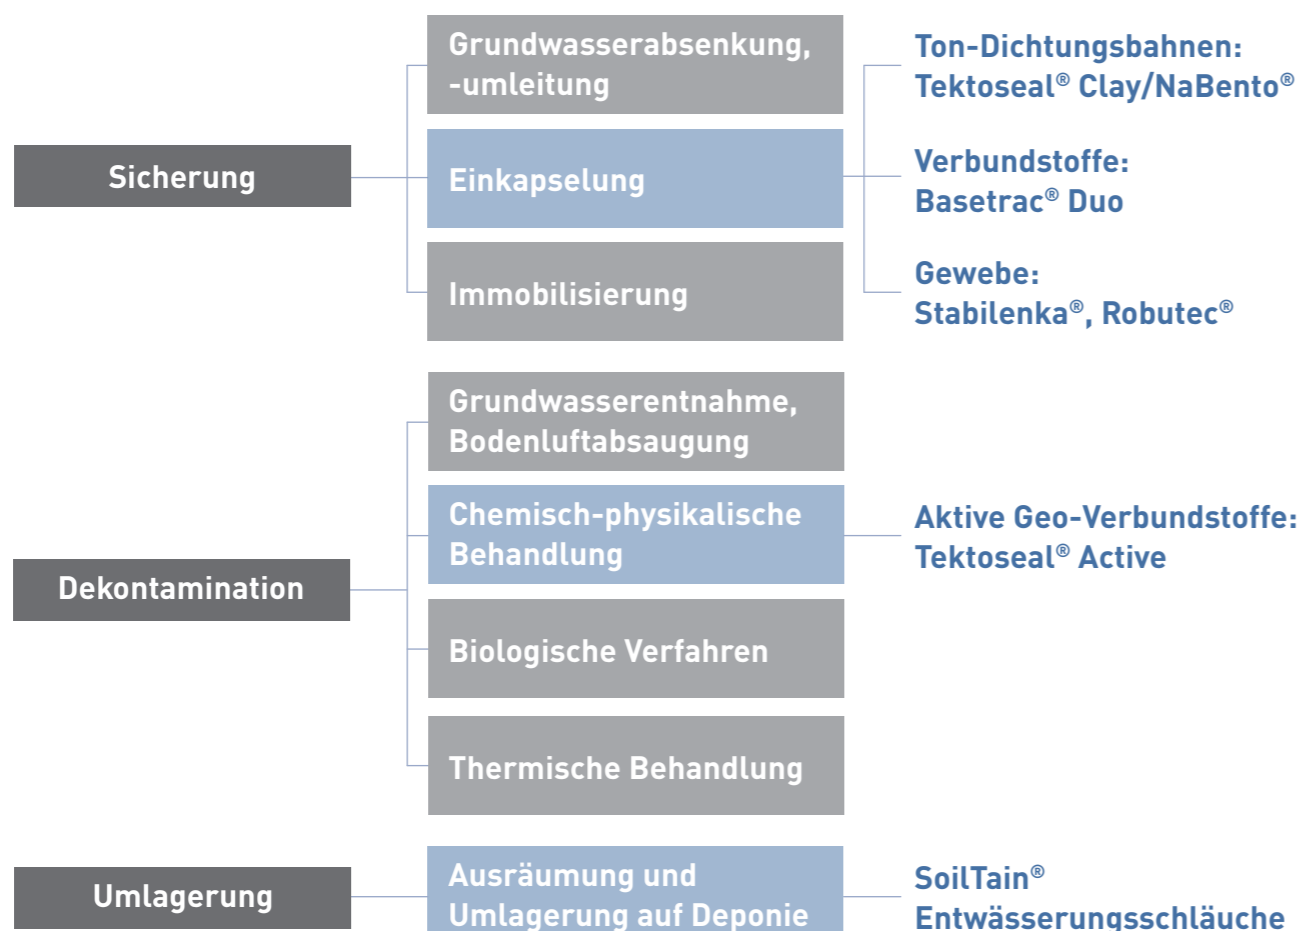 Sicherung
Grundwasserabsenkung,
-umleitung
Einkapselung
Immobilisierung
Ton-Dichtungsbahnen:
Tektoseal® Clay/NaBento®
Verbundstoffe:
Basetrac® Duo
Gewebe:
Stabilenka®, Robutec®
Dekontamination
Grundwasserentnahme,
Bodenluftabsaugung
Chemisch-physikalische
Behandlung
Biologische Verfahren
Thermische Behandlung
Aktive Geo-Verbundstoffe:
Tektoseal® Active
Umlagerung
Ausräumung und
Umlagerung auf Deponie
SoilTain®
Entwässerungsschläuche